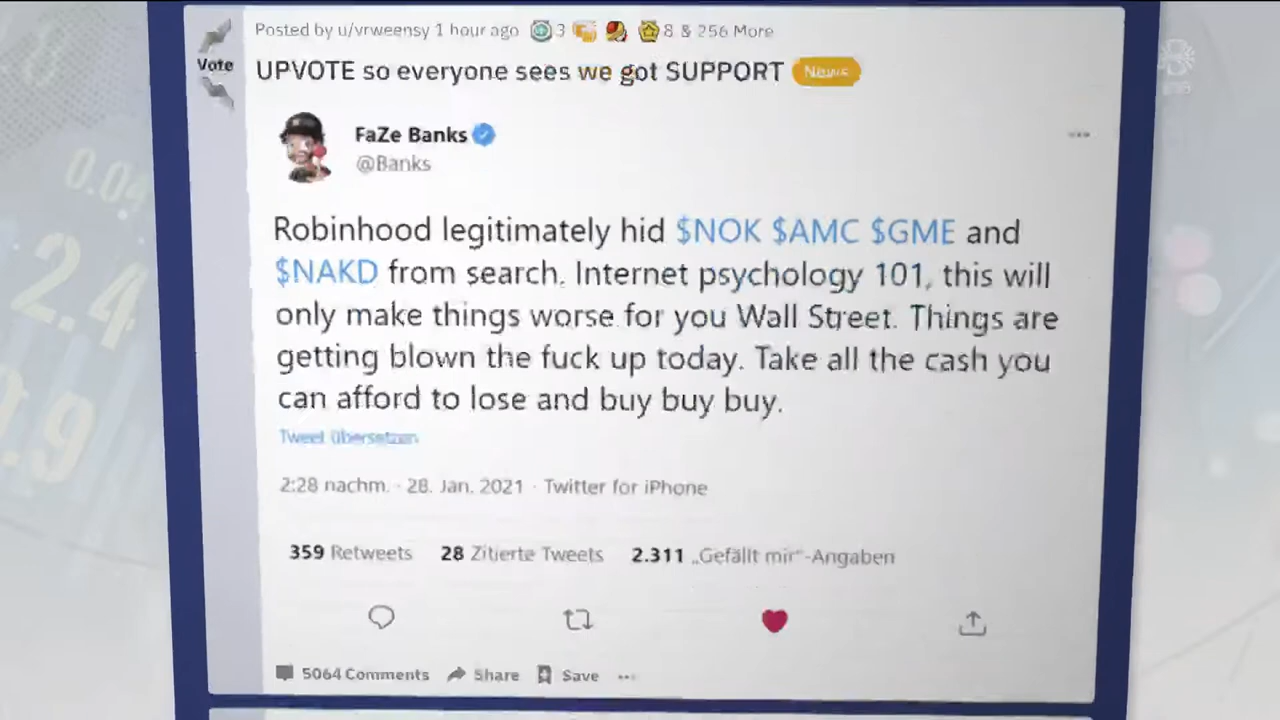 Posted by u/vrweensy 1 hour ago 3 8 & 256 More
Vote
UPVOTE so everyone sees we got SUPPORT News
FaZe Banks
@Banks
Robinhood legitimately hid $NOK $AMC $GME and
$NAKD from search. Internet psychology 101, this will
only make things worse for you Wall Street. Things are
getting blown the fuck up today. Take all the cash you
can afford to lose and buy buy buy.
Tweet übersetzen
2:28 nachm. · 28. Jan. 2021 · Twitter for iPhone
359 Retweets 28 Zitierte Tweets 2.311 „Gefällt mir“-Angaben
5064 Comments Share Save
0.04
2.4